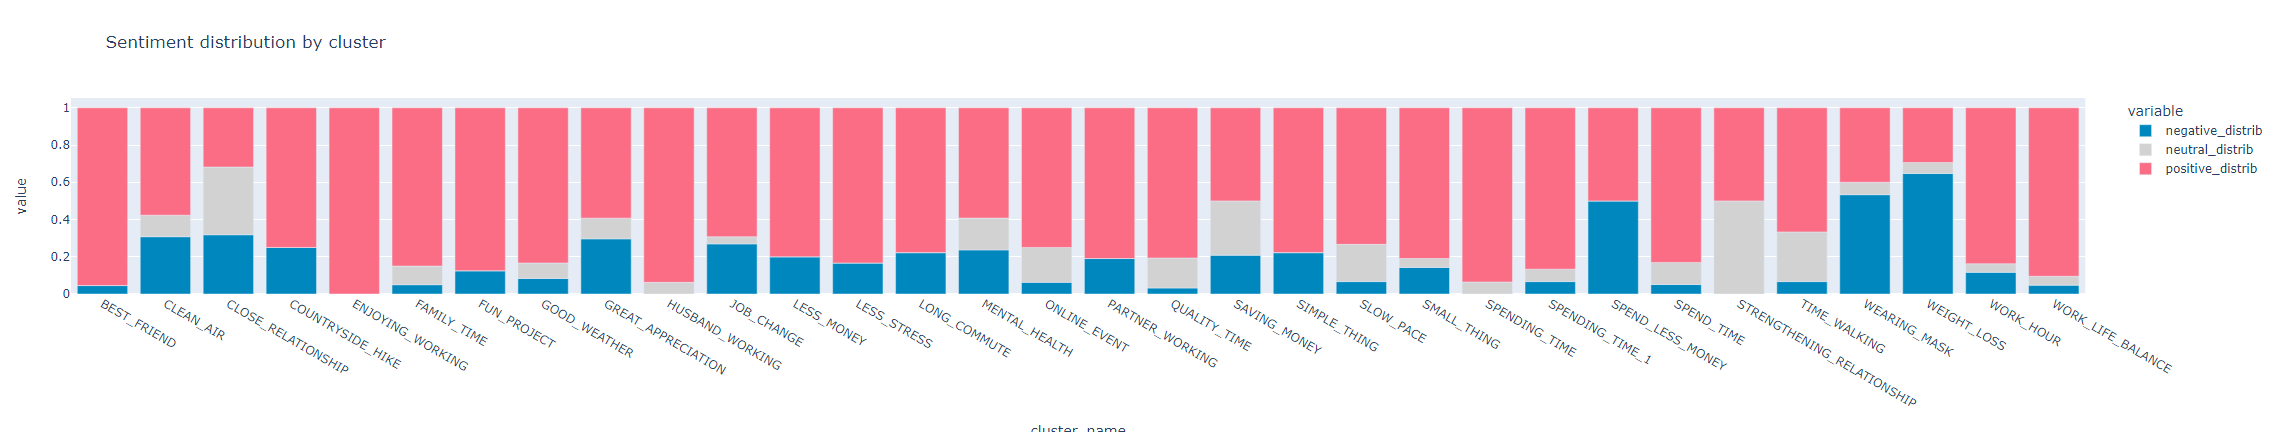 Sentiment distribution by cluster
variable
negative_distrib
neutral_distrib
positive_distrib
value
1
0.8
0.6
0.4
0.2
0
BEST_FRIEND
CLEAN_AIR
CLOSE_RELATIONSHIP
COUNTRYSIDE_HIKE
ENJOYING_WORKING
FAMILY_TIME
FUN_PROJECT
GOOD_WEATHER
GREAT_APPRECIATION
HUSBAND_WORKING
JOB_CHANGE
LESS_MONEY
LESS_STRESS
LONG_COMMUTE
MENTAL_HEALTH
ONLINE_EVENT
PARTNER_WORKING
QUALITY_TIME
SAVING_MONEY
SIMPLE_THING
SLOW_PACE
SMALL_THING
SPENDING_TIME
SPENDING_TIME_1
SPEND_LESS_MONEY
SPEND_TIME
STRENGTHENING_RELATIONSHIP
TIME_WALKING
WEARING_MASK
WEIGHT_LOSS
WORK_HOUR
WORK_LIFE_BALANCE
cluster_name